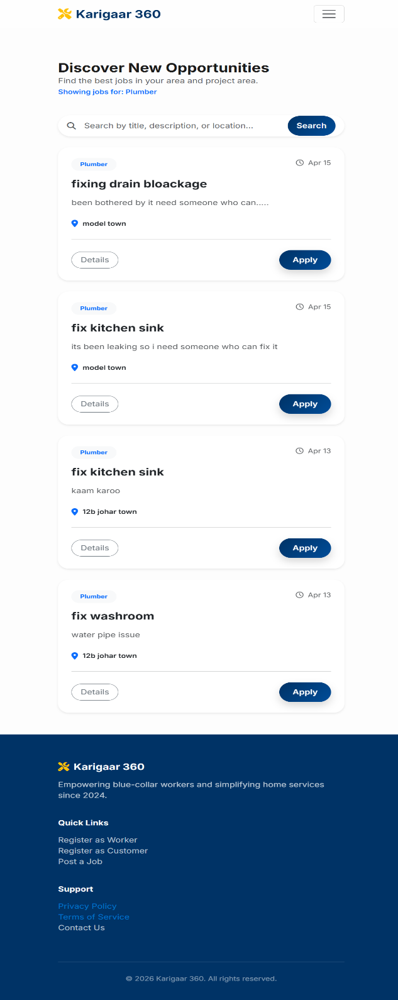 Karigaar 360
Discover New Opportunities
Find the best jobs in your area and project area.
Showing jobs for: Plumber
Search by title, description, or location...
Search
Plumber
Apr 15
fixing drain bloackage
been bothered by it need someone who can.....
model town
Details
Apply
Plumber
Apr 15
fix kitchen sink
its been leaking so i need someone who can fix it
model town
Details
Apply
Plumber
Apr 13
fix kitchen sink
kaam karoo
12b johar town
Details
Apply
Plumber
Apr 13
fix washroom
water pipe issue
12b johar town
Details
Apply
Karigaar 360
Empowering blue-collar workers and simplifying home services
since 2024.
Quick Links
Register as Worker
Register as Customer
Post a Job
Support
Privacy Policy
Terms of Service
Contact Us
© 2026 Karigaar 360. All rights reserved.